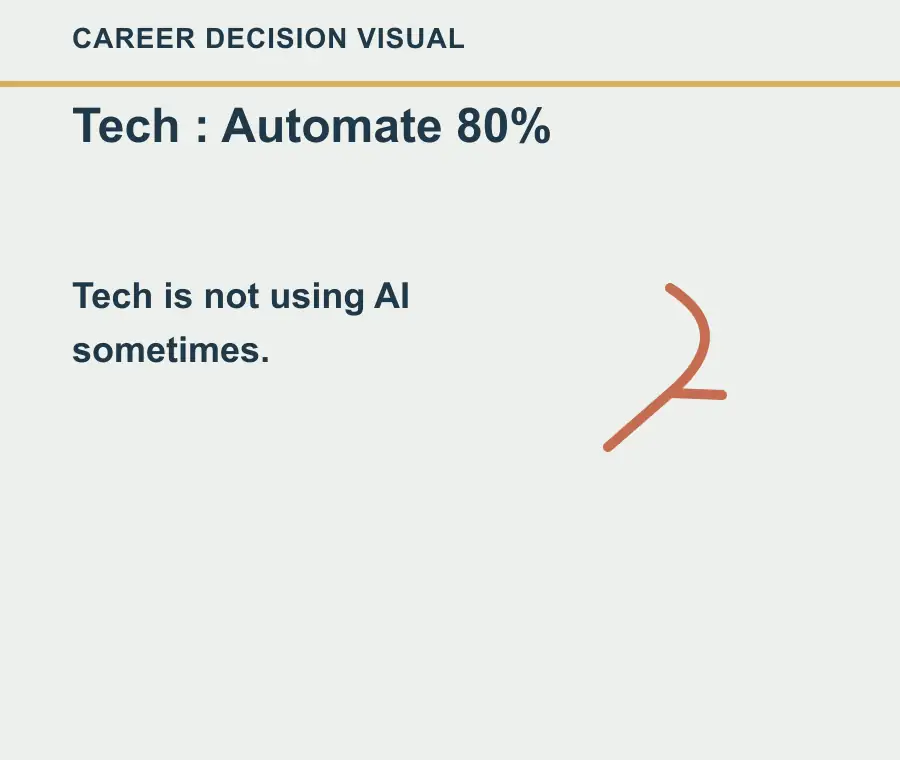 CAREER DECISION VISUAL
Tech : Automate 80%
Tech is not using AI
sometimes.